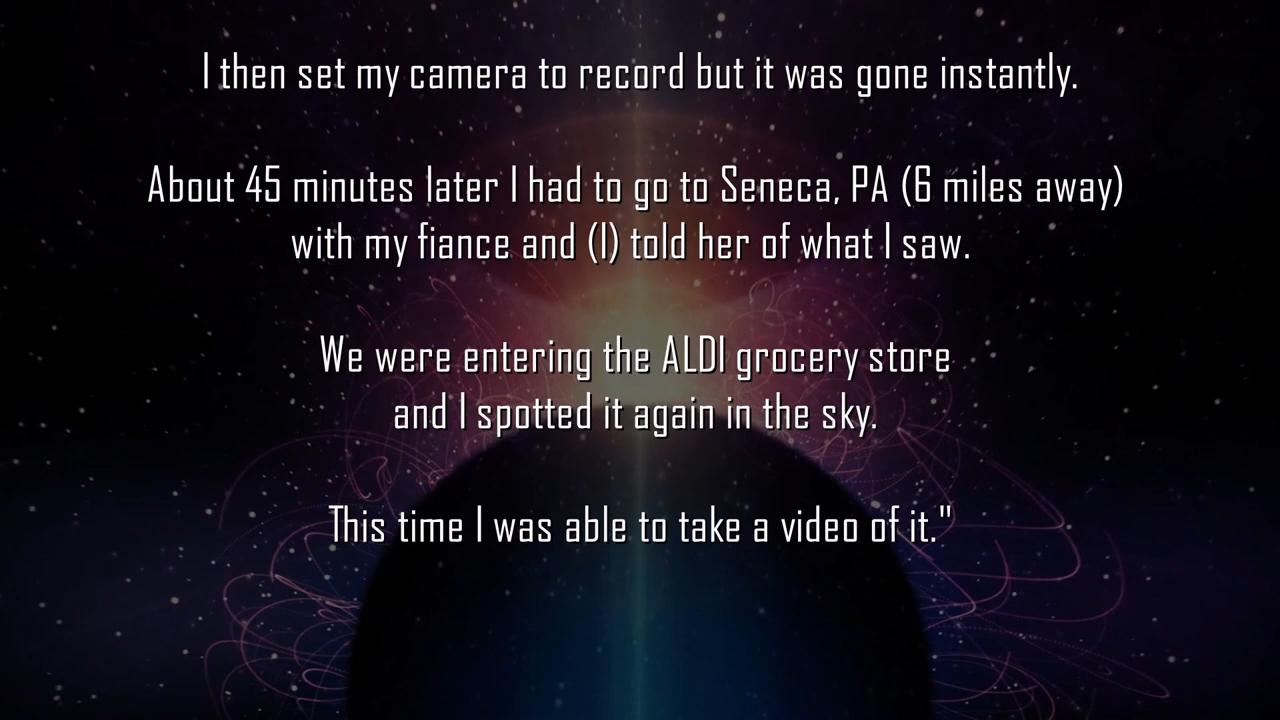 I then set my camera to record but it was gone instantly.
About 45 minutes later I had to go to Seneca, PA (6 miles away)
with my fiance and (I) told her of what I saw.
We were entering the ALDI grocery store
and I spotted it again in the sky.
This time I was able to take a video of it."